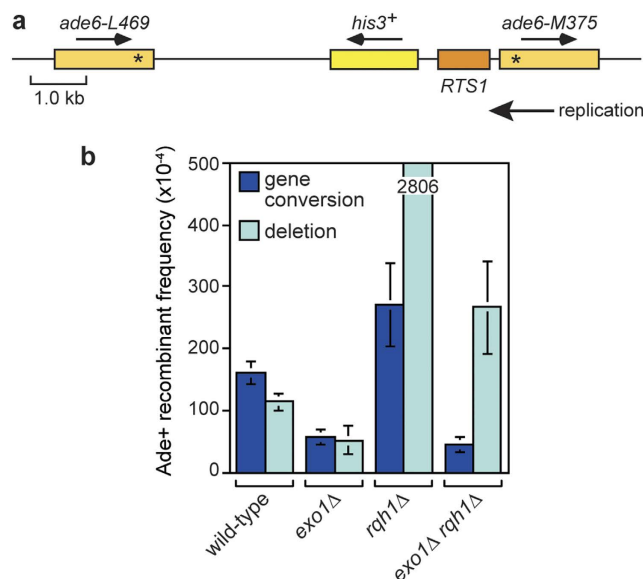 a
ade6-L469 his3⁺ ade6-M375
* *
RTS1
1.0 kb
replication
b
Ade+ recombinant frequency (x10⁻⁴)
500
400
300
200
100
0
gene
conversion
deletion
2806
wild-type
exo1Δ
rqh1Δ
exo1Δ rqh1Δ